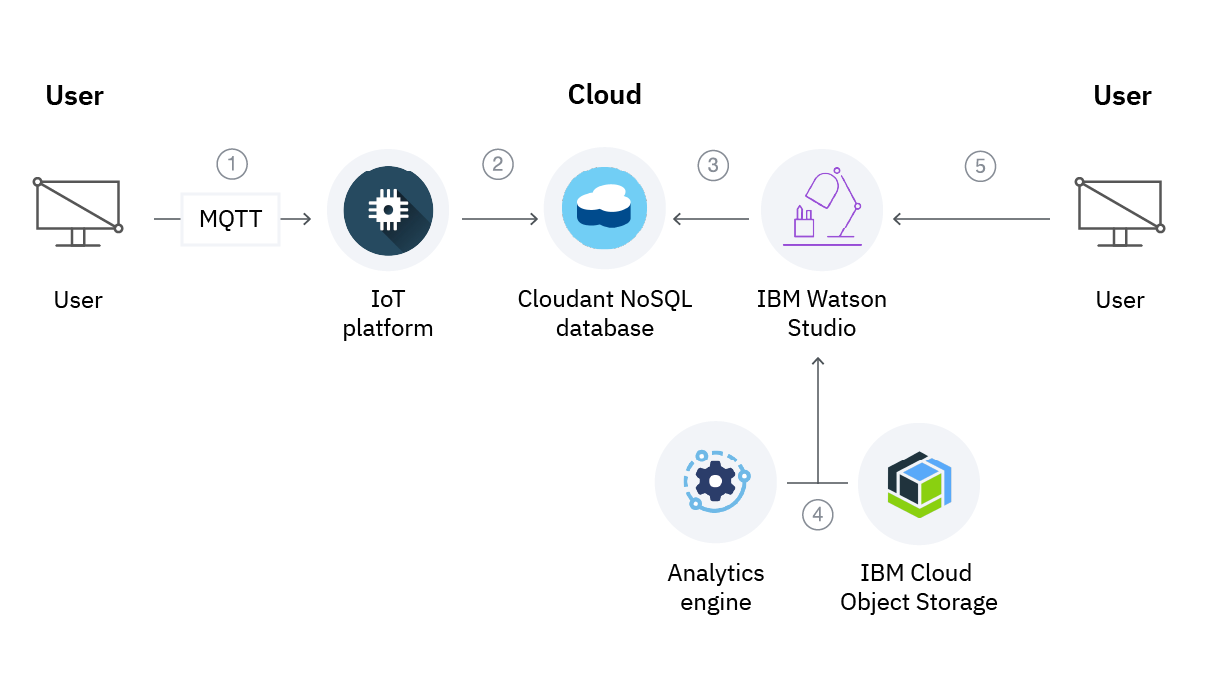 User
Cloud
User
1
2
3
5
MQTT
User
IoT
platform
Cloudant NoSQL
database
IBM Watson
Studio
User
4
Analytics
engine
IBM Cloud
Object Storage